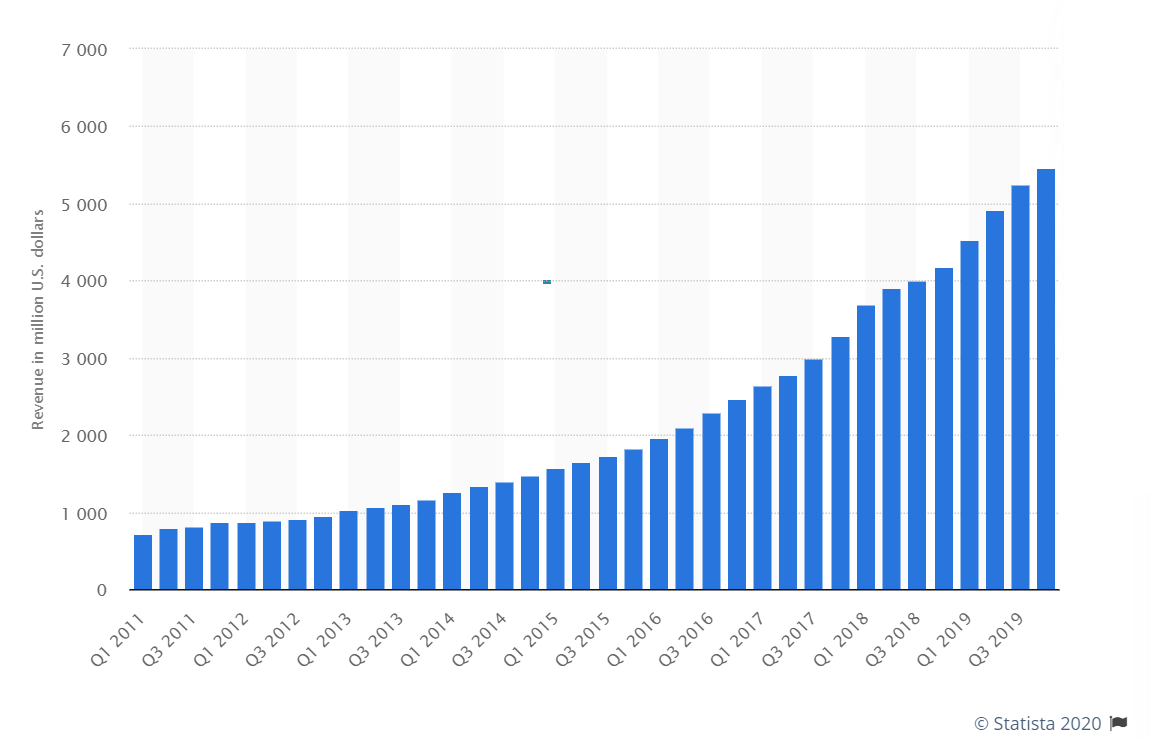 7 000
6 000
5 000
4 000
3 000
2 000
1 000
0
Revenue in million U.S. dollars
Q1 2011
Q3 2011
Q1 2012
Q3 2012
Q1 2013
Q3 2013
Q1 2014
Q3 2014
Q1 2015
Q3 2015
Q1 2016
Q3 2016
Q1 2017
Q3 2017
Q1 2018
Q3 2018
Q1 2019
Q3 2019
© Statista 2020